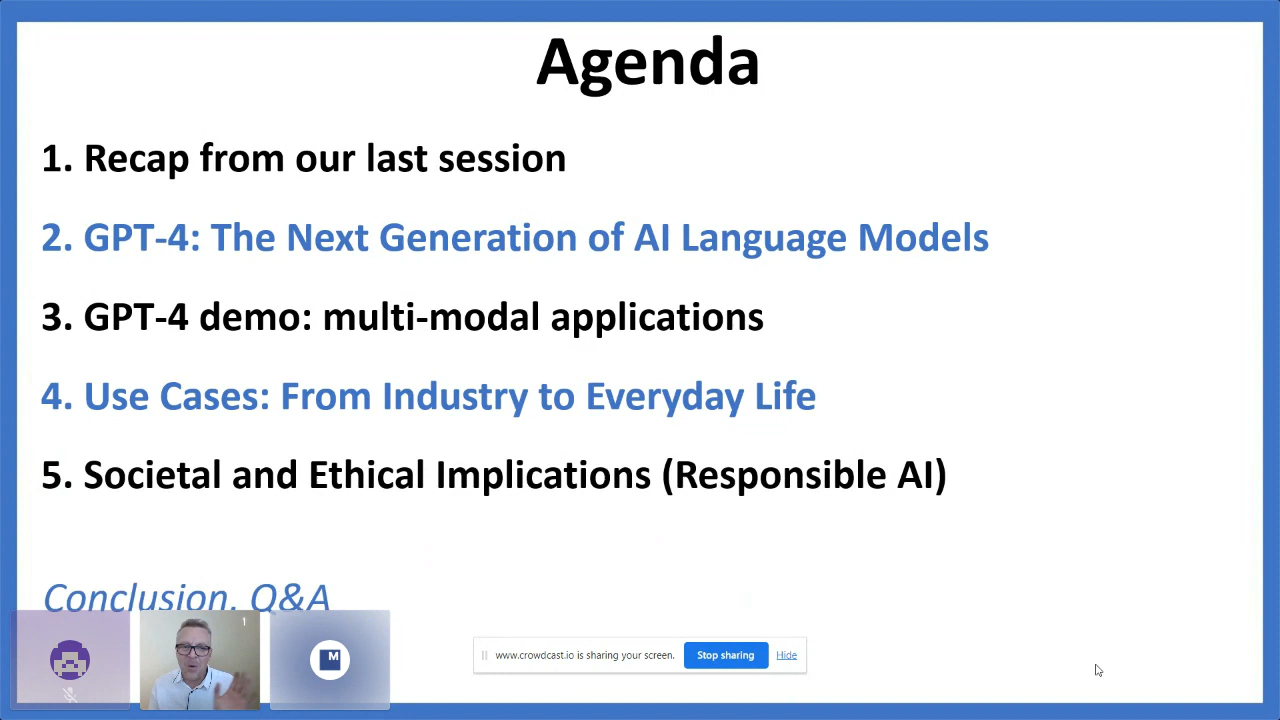 Agenda
1. Recap from our last session
2. GPT-4: The Next Generation of AI Language Models
3. GPT-4 demo: multi-modal applications
4. Use Cases: From Industry to Everyday Life
5. Societal and Ethical Implications (Responsible AI)
Conclusion, Q&A
1
M
www.crowdcast.io is sharing your screen. Stop sharing Hide